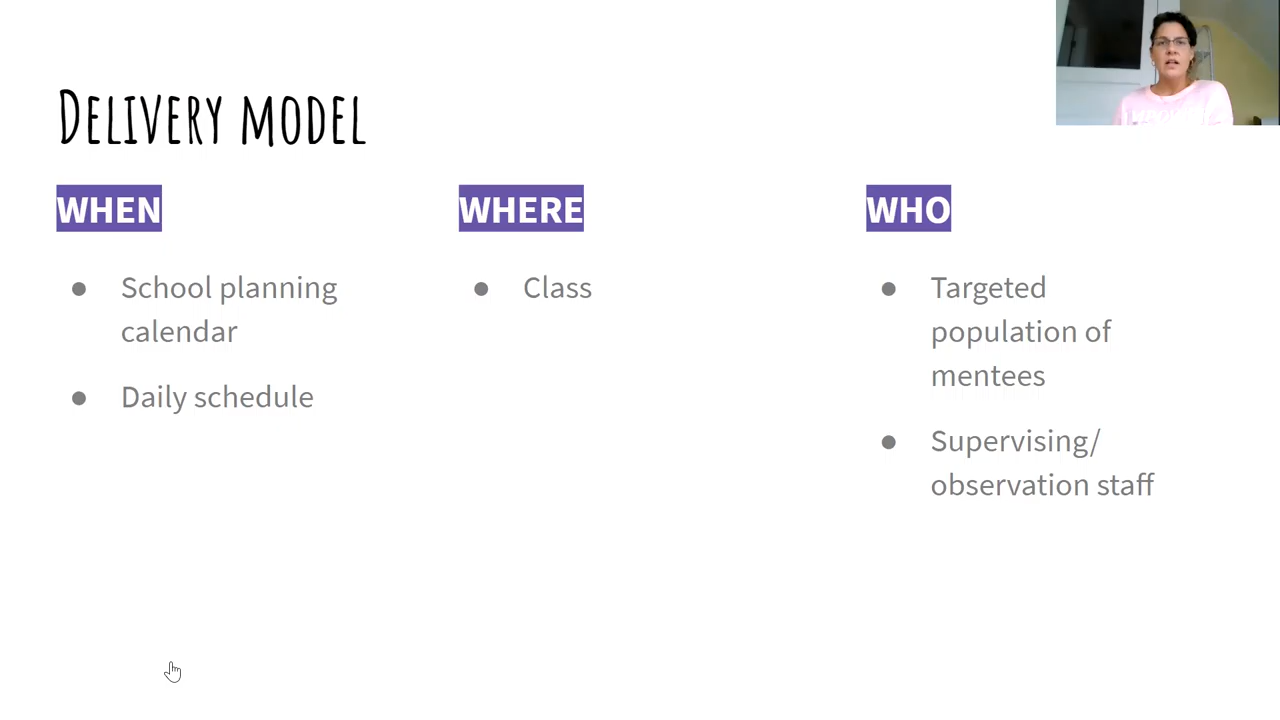 Delivery model
WHEN
● School planning
calendar
● Daily schedule
WHERE
● Class
WHO
● Targeted
population of
mentees
● Supervising/
observation staff